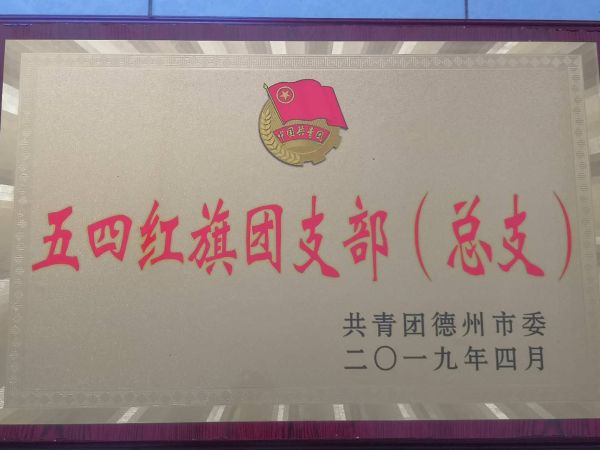 中国共青团
五四红旗团支部（总支）
共青团德州市委
二〇一九年四月